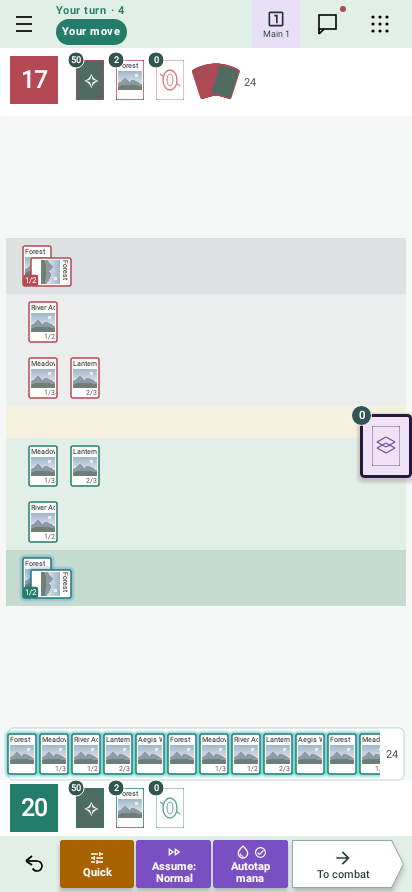 Your turn · 4
Your move
1
Main 1
17
50
2
Forest
0
24
Forest
Forest
1/2
River Ac
1/2
Meadov
1/3
Lantern
2/3
0
Meadov
1/3
Lantern
2/3
River Ac
1/2
Forest
Forest
1/2
Forest
Meadov
1/3
River Ac
1/2
Lantern
2/3
Aegis V
Forest
Meadov
1/3
River Ac
1/2
Lantern
2/3
Aegis V
Forest
Mead
1/
24
20
50
2
Forest
0
Quick
Assume:
Normal
Autotap
mana
To combat